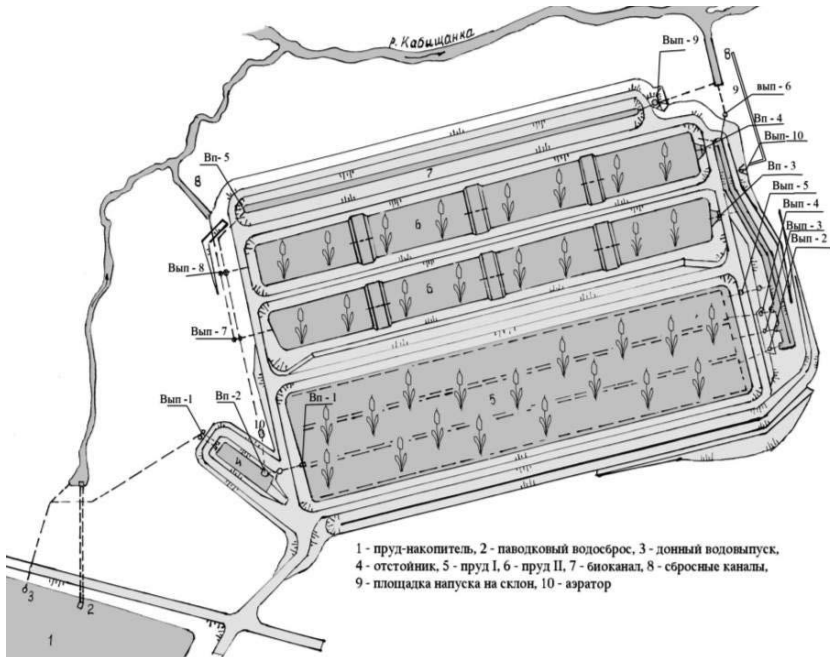 р. Кабищанка
Вып - 9
8
9
вып - 6
Вп - 4
Вып - 10
Вп - 3
Вып - 5
Вып - 4
Вып - 3
Вып - 2
Вп - 5
7
8
6
Вып - 8
6
Вып - 7
Вып -1
Вп -2
10
Вп - 1
5
4
3
2
1
1 - пруд-накопитель, 2 - паводковый водосброс, 3 - донный водовыпуск,
4 - отстойник, 5 - пруд I, 6 - пруд II, 7 - биоканал, 8 - сбросные каналы,
9 - площадка напуска на склон, 10 - аэратор